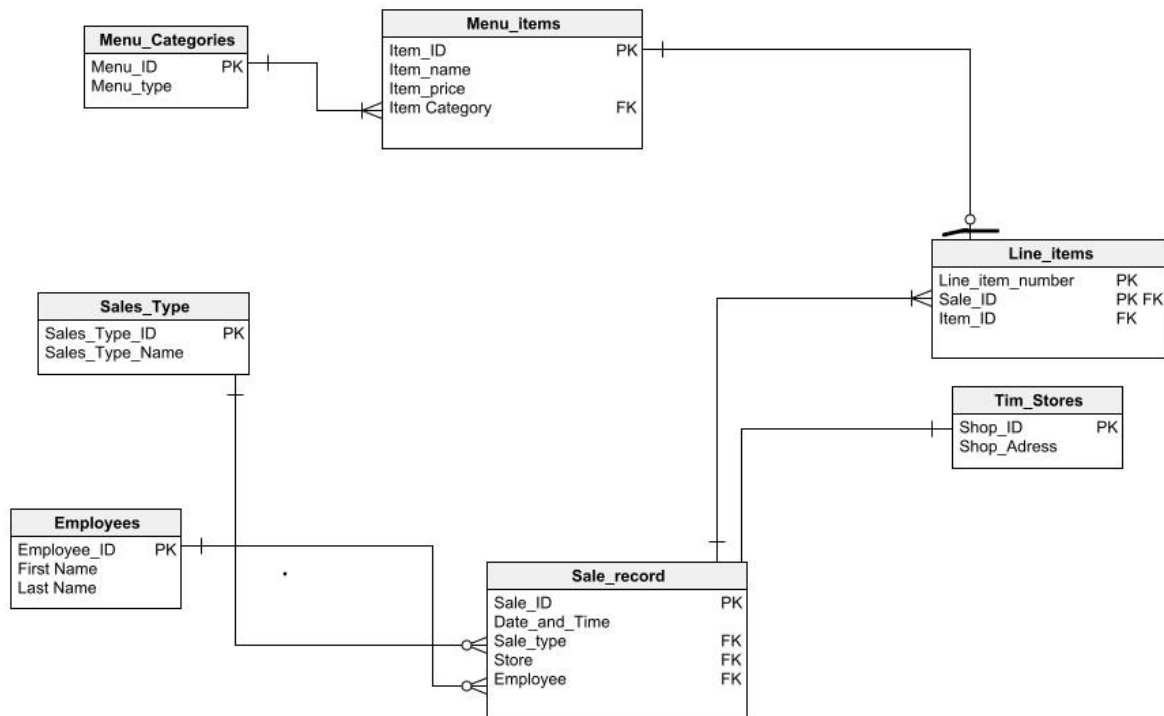 Menu_Categories
Menu_ID PK
Menu_type
Menu_items
Item_ID PK
Item_name
Item_price
Item Category FK
Line_items
Line_item_number PK
Sale_ID PK FK
Item_ID FK
Sales_Type
Sales_Type_ID PK
Sales_Type_Name
Tim_Stores
Shop_ID PK
Shop_Adress
Employees
Employee_ID PK
First Name
Last Name
Sale_record
Sale_ID PK
Date_and_Time
Sale_type FK
Store FK
Employee FK